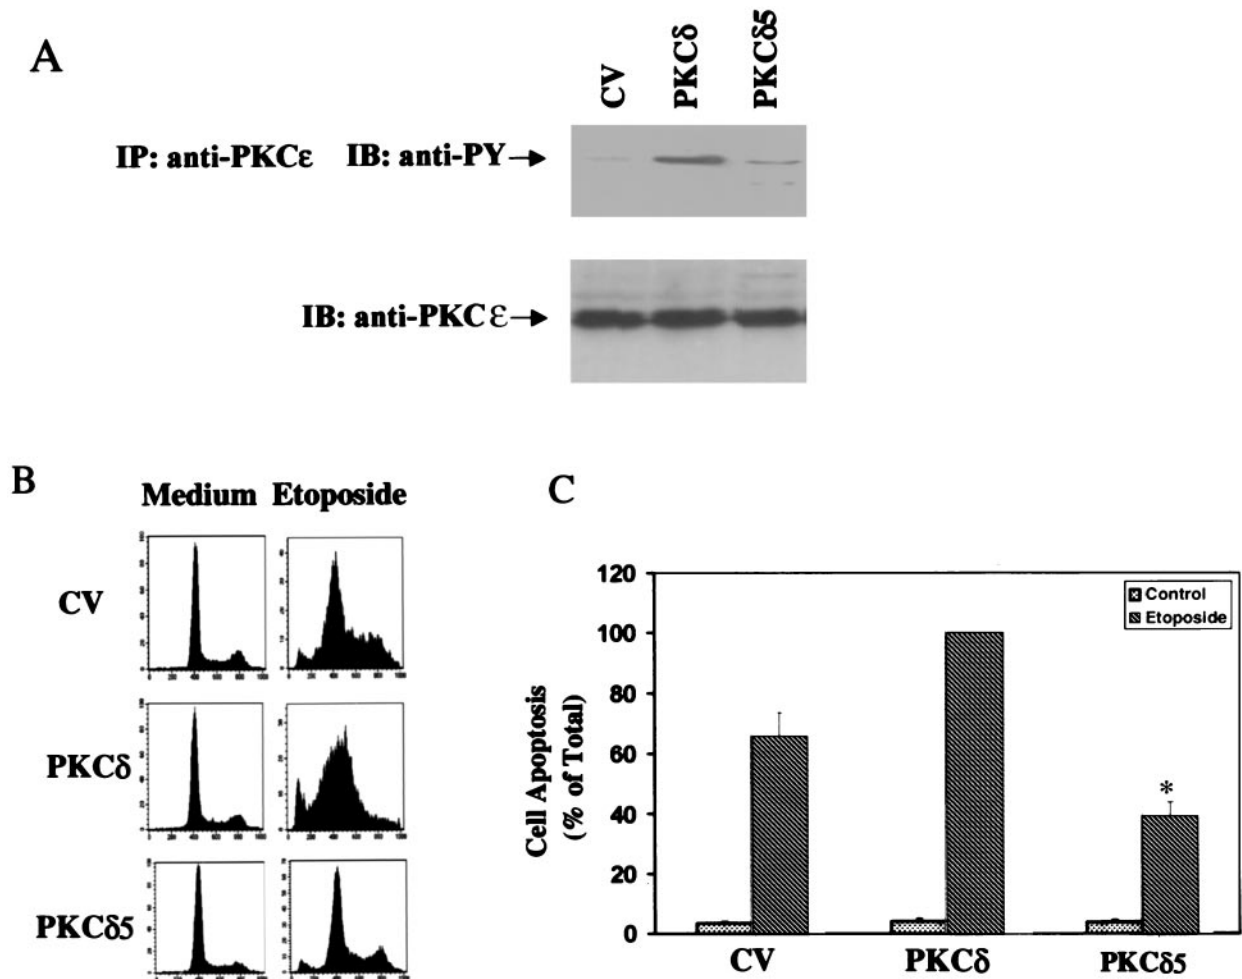 A
CV
PKCδ
PKCδ5
IP: anti-PKCε IB: anti-PY
IB: anti-PKCε
B
Medium Etoposide
CV
PKCδ
PKCδ5
C
Cell Apoptosis
(% of Total)
120
100
80
60
40
20
0
Control
Etoposide
*
CV
PKCδ
PKCδ5